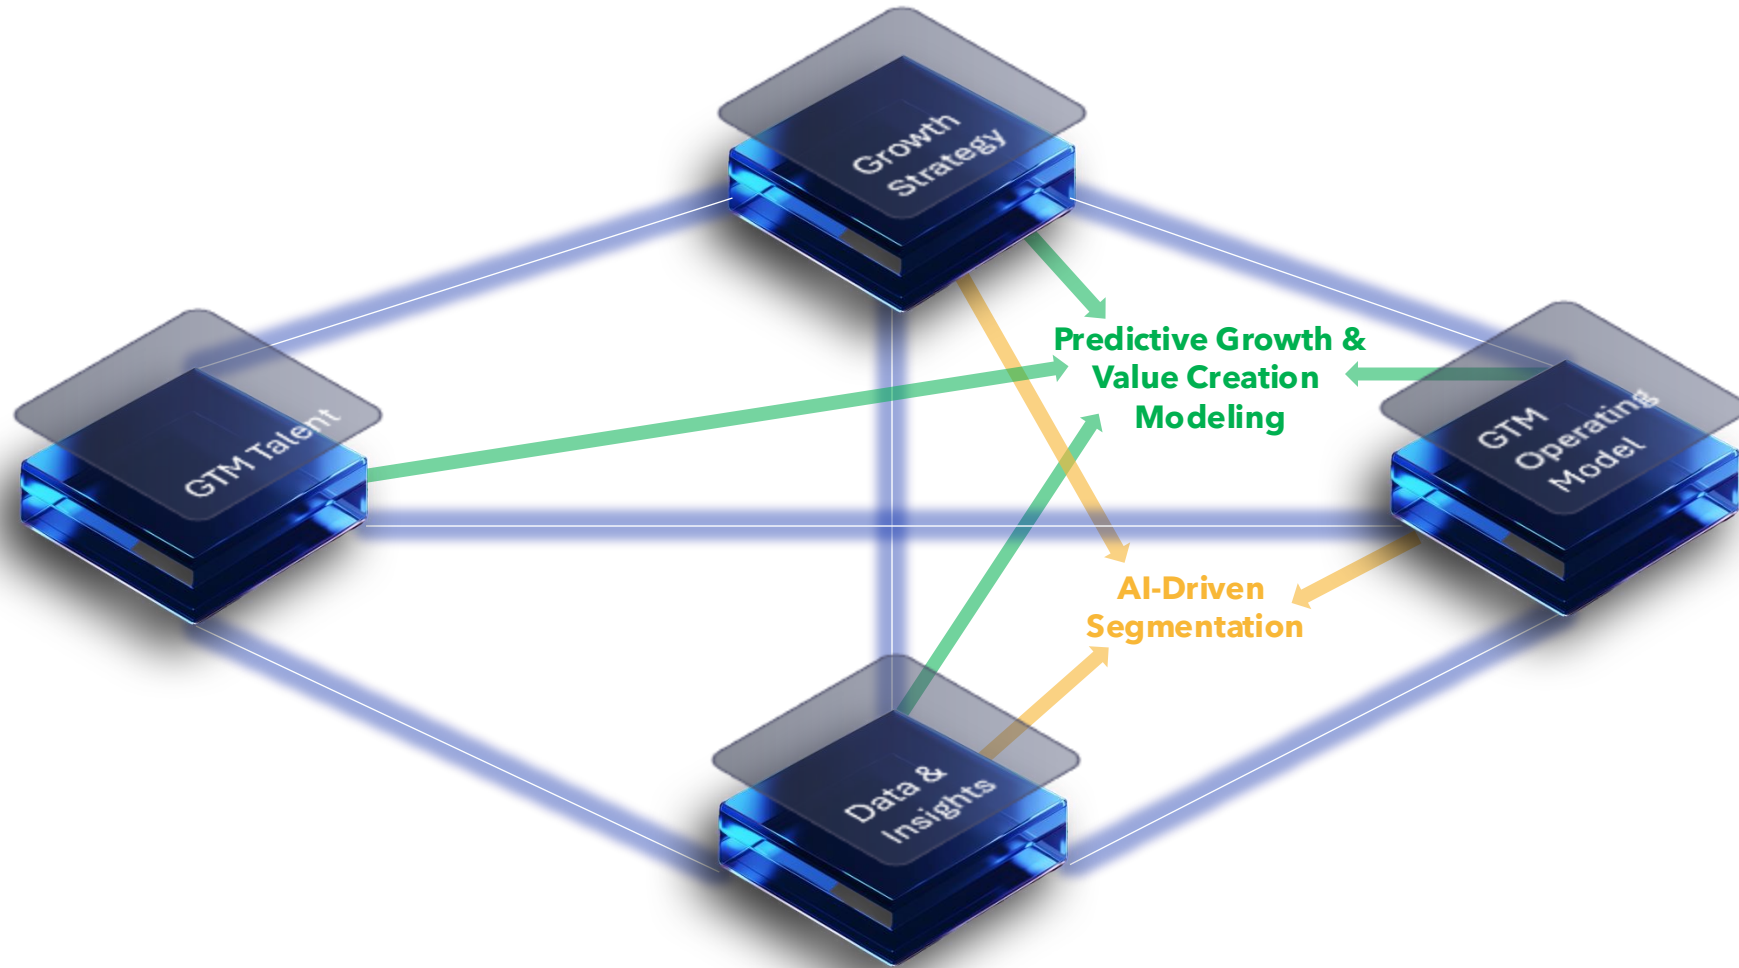 Growth
Strategy
Predictive Growth &
Value Creation
Modeling
GTM Talent
GTM
Operating
Model
AI-Driven
Segmentation
Data &
Insights